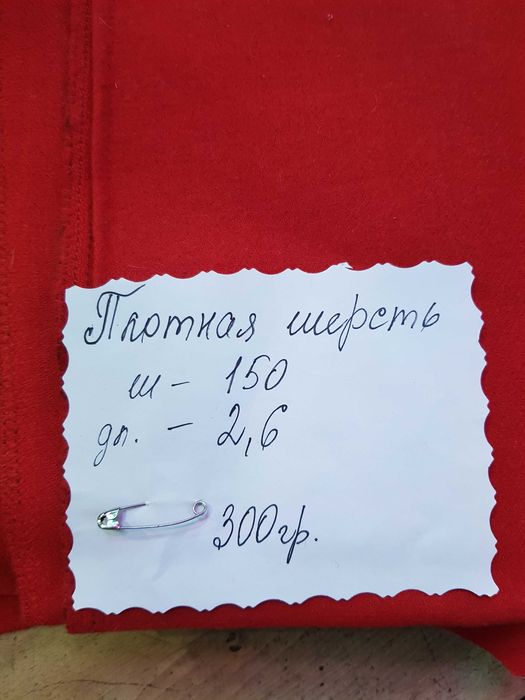 Плотная шерсть
ш - 150
дл. - 2,6
300гр.